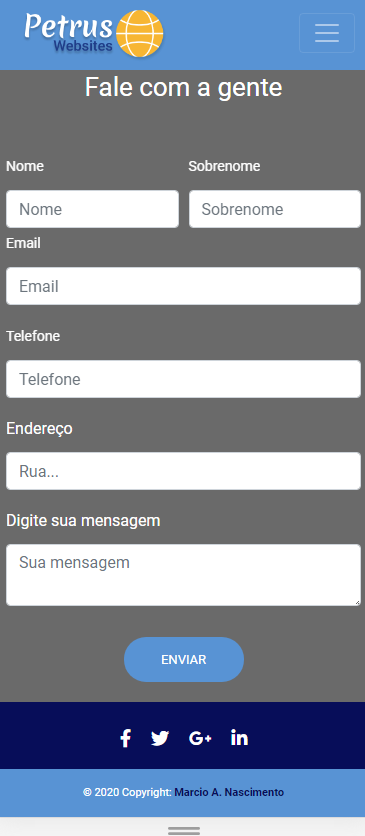 Petrus
Websites
Fale com a gente
Nome Sobrenome
Nome Sobrenome
Email
Email
Telefone
Telefone
Endereço
Rua...
Digite sua mensagem
Sua mensagem
ENVIAR
© 2020 Copyright: Marcio A. Nascimento